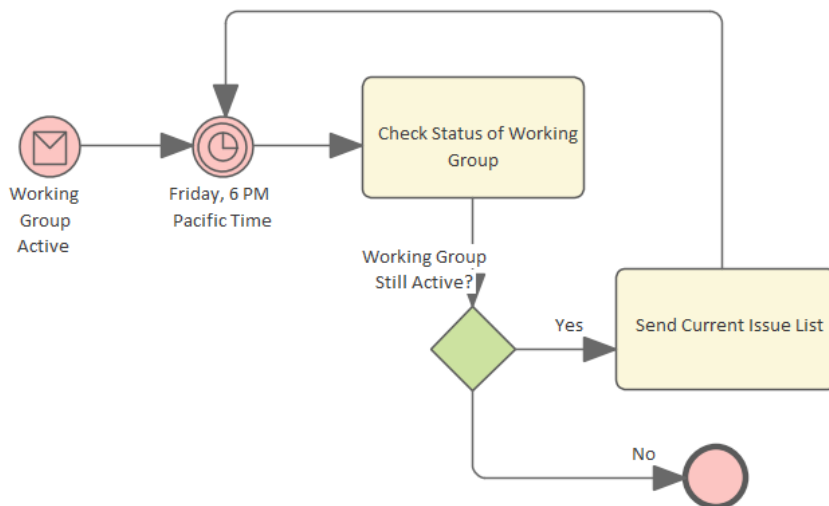 Working
Group
Active
Friday, 6 PM
Pacific Time
Check Status of Working
Group
Working Group
Still Active?
Yes
Send Current Issue List
No